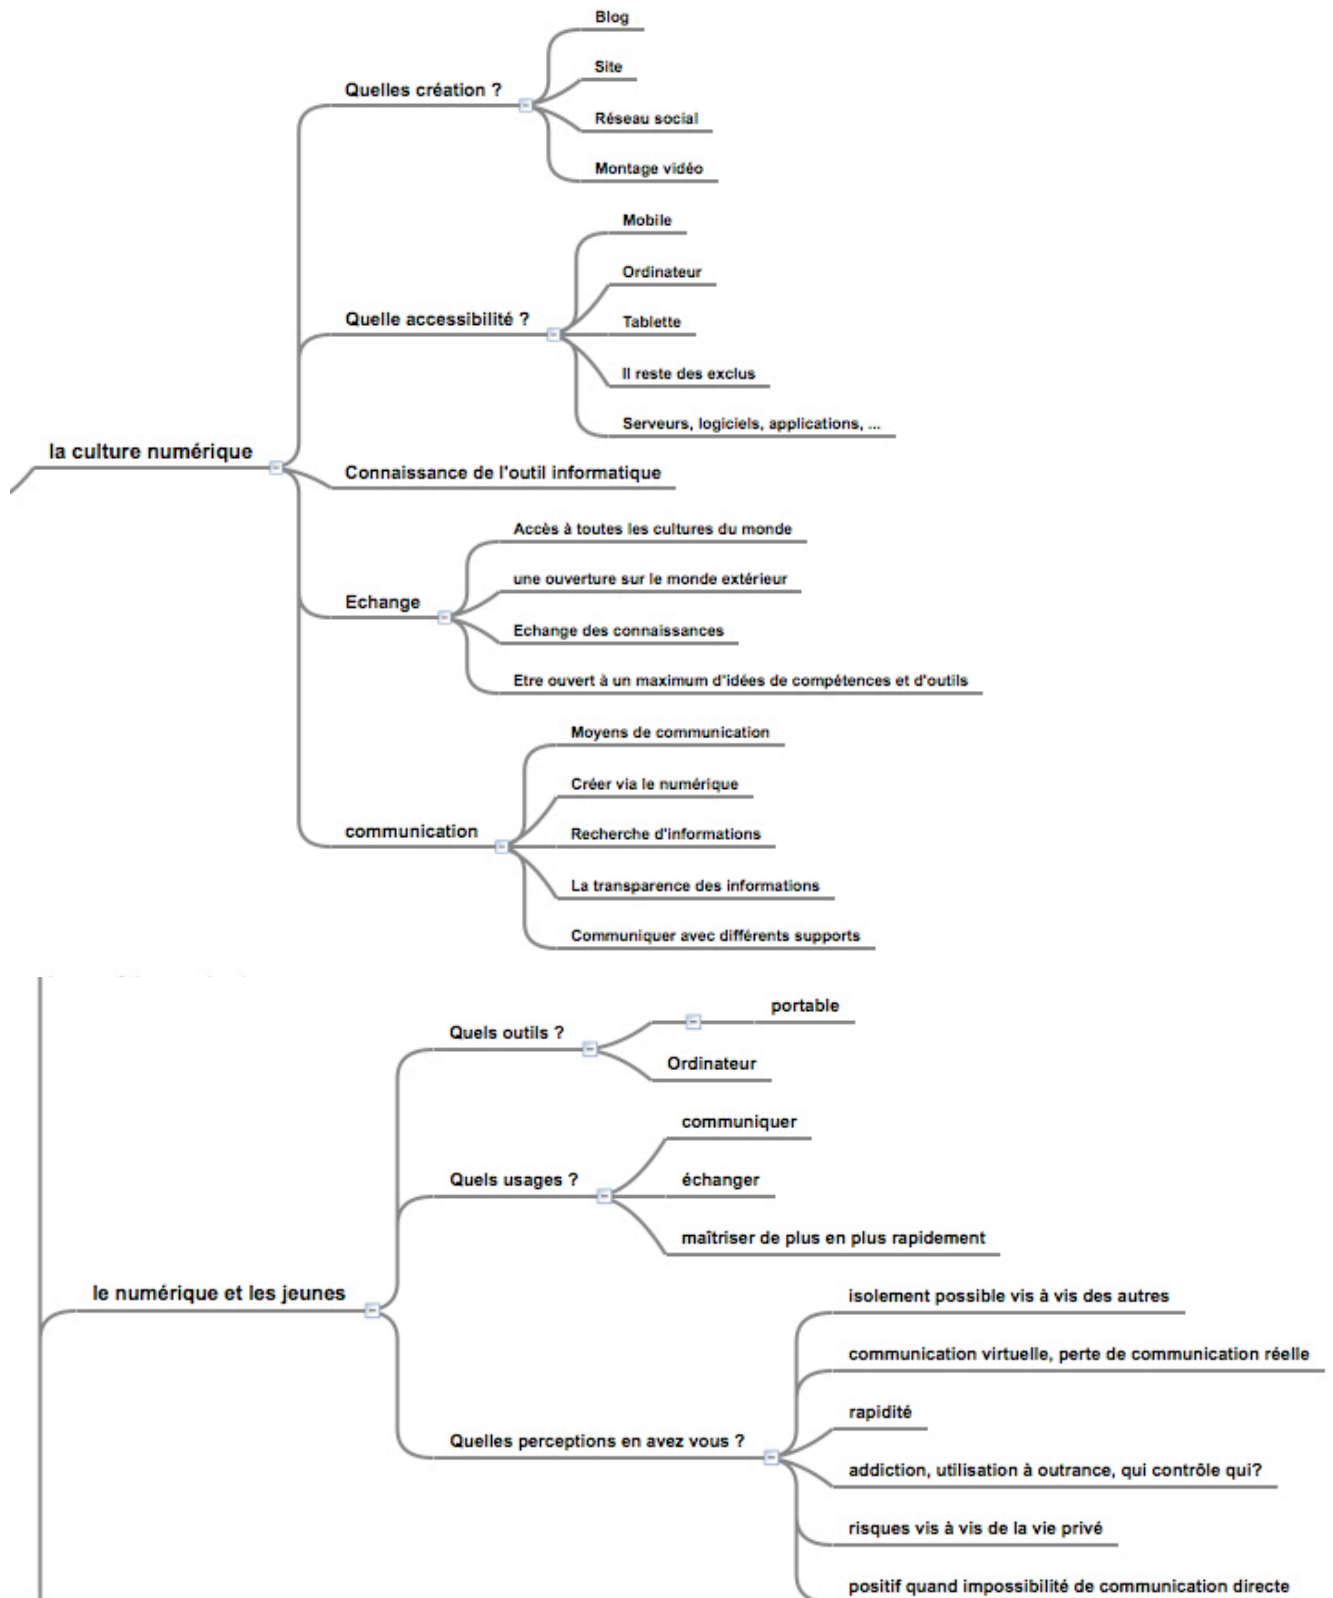 Blog
Site
Quelles création ?
Réseau social
Montage vidéo
Mobile
Ordinateur
Quelle accessibilité ?
Tablette
Il reste des exclus
Serveurs, logiciels, applications, ...
la culture numérique
Connaissance de l'outil informatique
Accès à toutes les cultures du monde
une ouverture sur le monde extérieur
Echange
Echange des connaissances
Etre ouvert à un maximum d'idées de compétences et d'outils
Moyens de communication
Créer via le numérique
communication
Recherche d'informations
La transparence des informations
Communiquer avec différents supports
portable
Quels outils ?
Ordinateur
communiquer
Quels usages ?
échanger
maîtriser de plus en plus rapidement
le numérique et les jeunes
isolement possible vis à vis des autres
communication virtuelle, perte de communication réelle
rapidité
Quelles perceptions en avez vous ?
addiction, utilisation à outrance, qui contrôle qui?
risques vis à vis de la vie privé
positif quand impossibilité de communication directe